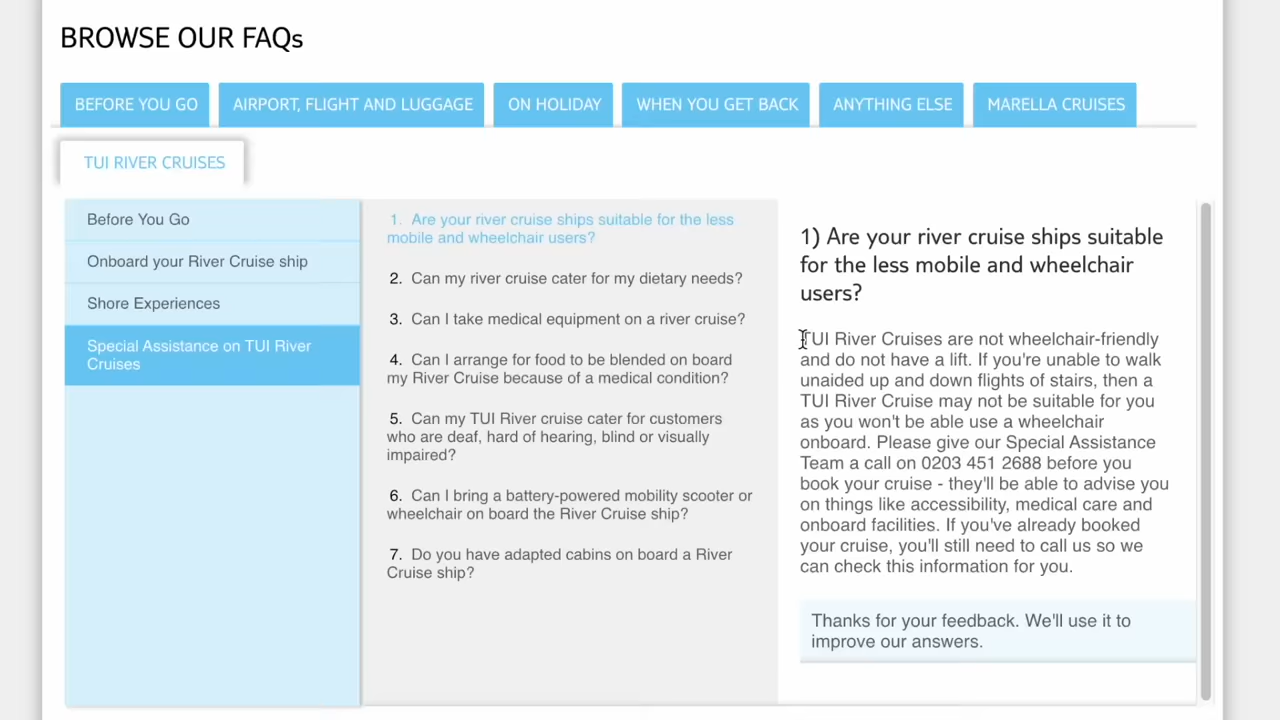 BROWSE OUR FAQs
BEFORE YOU GO
AIRPORT, FLIGHT AND LUGGAGE
ON HOLIDAY
WHEN YOU GET BACK
ANYTHING ELSE
MARELLA CRUISES
TUI RIVER CRUISES
Before You Go
Onboard your River Cruise ship
Shore Experiences
Special Assistance on TUI River
Cruises
1. Are your river cruise ships suitable for the less
mobile and wheelchair users?
2. Can my river cruise cater for my dietary needs?
3. Can I take medical equipment on a river cruise?
4. Can I arrange for food to be blended on board
my River Cruise because of a medical condition?
5. Can my TUI River cruise cater for customers
who are deaf, hard of hearing, blind or visually
impaired?
6. Can I bring a battery-powered mobility scooter or
wheelchair on board the River Cruise ship?
7. Do you have adapted cabins on board a River
Cruise ship?
1) Are your river cruise ships suitable
for the less mobile and wheelchair
users?
TUI River Cruises are not wheelchair-friendly
and do not have a lift. If you're unable to walk
unaided up and down flights of stairs, then a
TUI River Cruise may not be suitable for you
as you won't be able use a wheelchair
onboard. Please give our Special Assistance
Team a call on 0203 451 2688 before you
book your cruise - they'll be able to advise you
on things like accessibility, medical care and
onboard facilities. If you've already booked
your cruise, you'll still need to call us so we
can check this information for you.
Thanks for your feedback. We'll use it to
improve our answers.